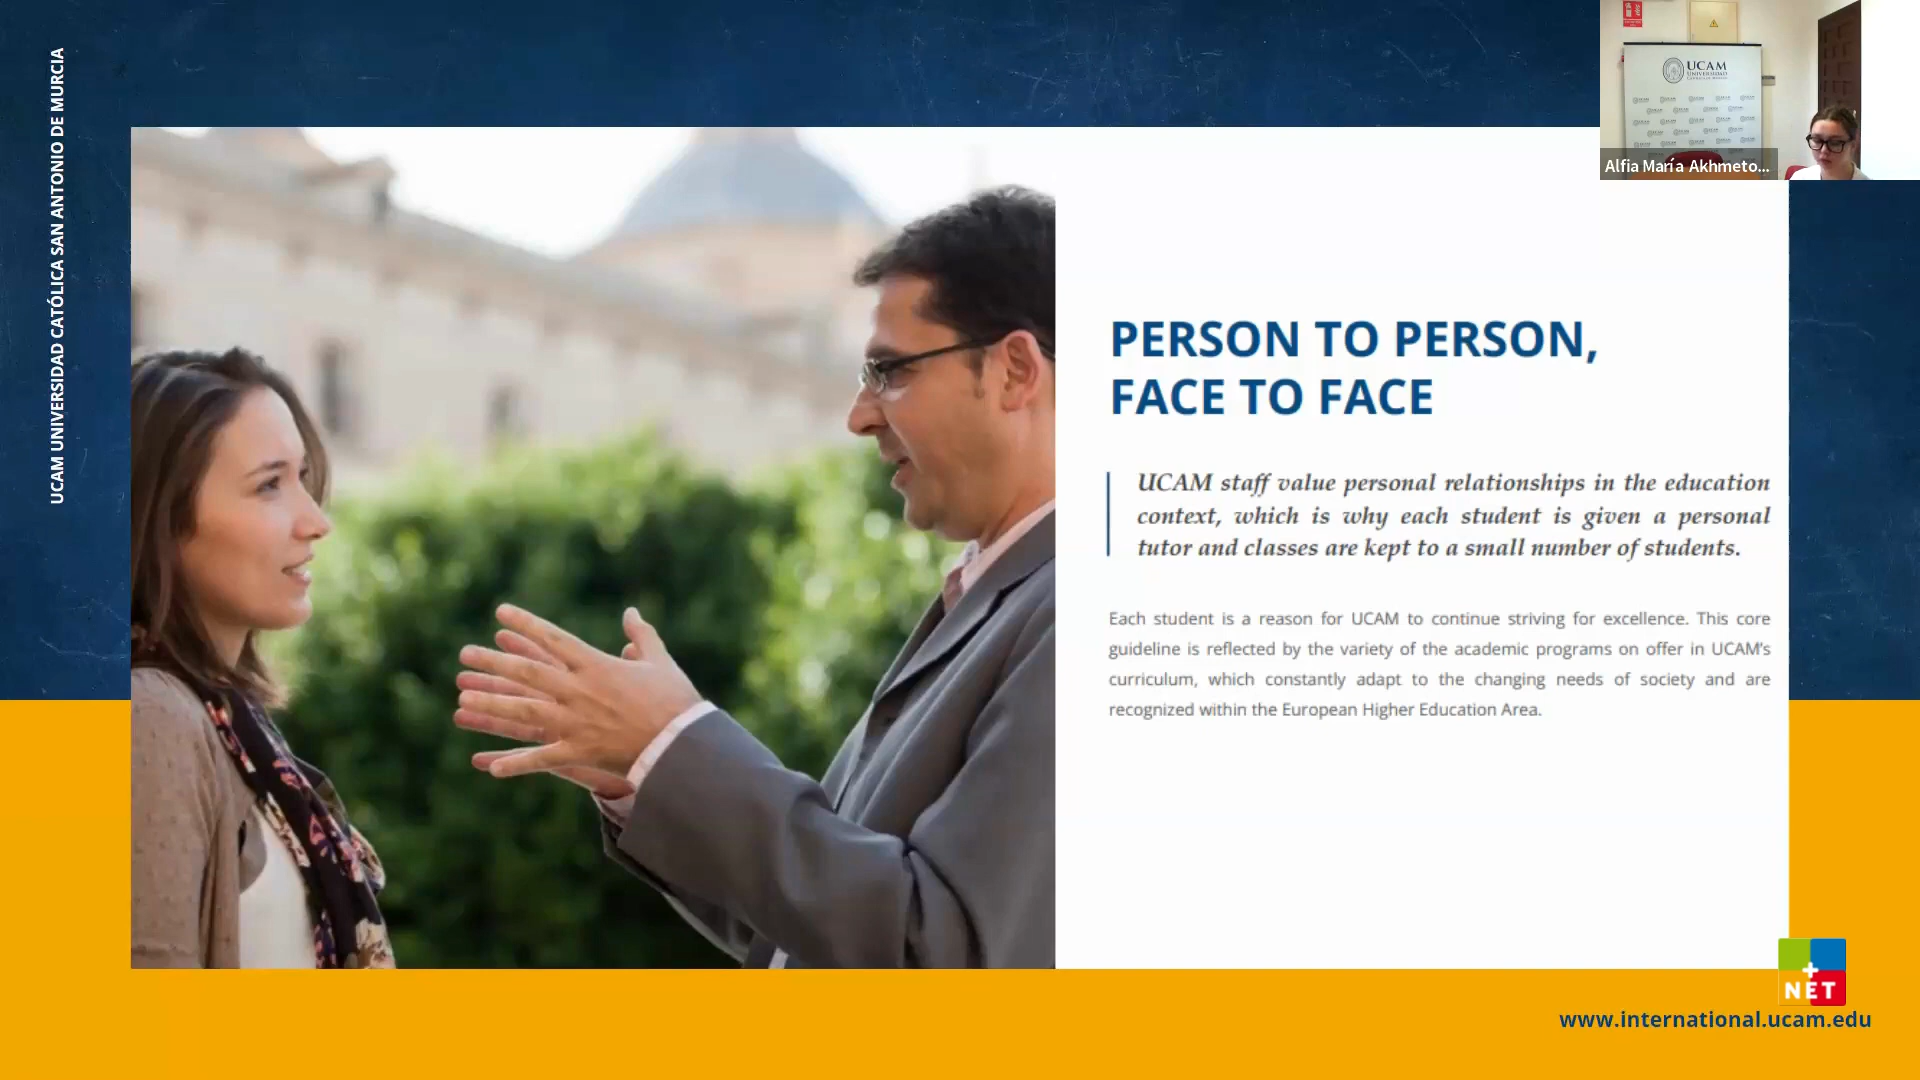 UCAM UNIVERSIDAD CATÓLICA SAN ANTONIO DE MURCIA
UCAM
UNIVERSIDAD
Alfia María Akhmeto...
PERSON TO PERSON,
FACE TO FACE
UCAM staff value personal relationships in the education
context, which is why each student is given a personal
tutor and classes are kept to a small number of students.
Each student is a reason for UCAM to continue striving for excellence. This core
guideline is reflected by the variety of the academic programs on offer in UCAM's
curriculum, which constantly adapt to the changing needs of society and are
recognized within the European Higher Education Area.
+
NET
www.international.ucam.edu